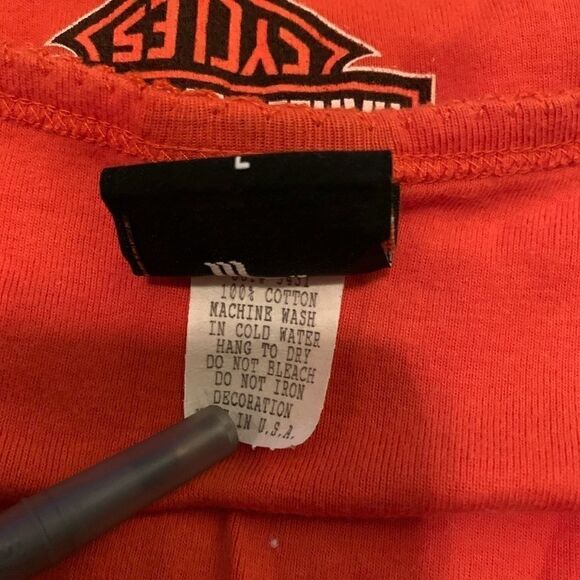 CYCLES
L
100% COTTON
MACHINE WASH
IN COLD WATER
HANG TO DRY
DO NOT BLEACH
DO NOT IRON
DECORATION
IN U.S.A.